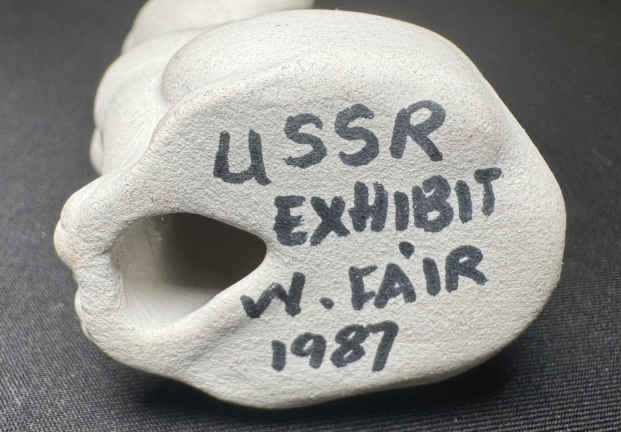 USSR
EXHIBIT
W. FAIR
1987